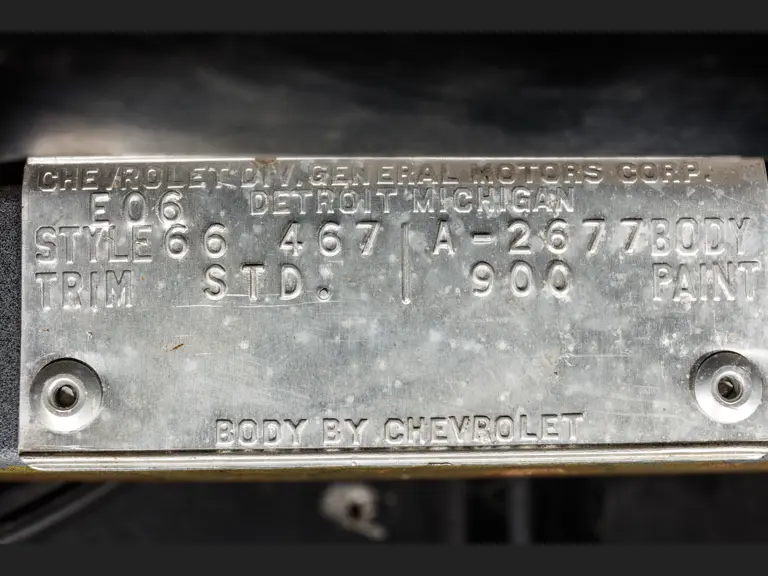 CHEVROLET DIV. GENERAL MOTORS CORP.
E06 DETROIT MICHIGAN
STYLE 66 467 | A-2677 BODY
TRIM STD. | 900 PAINT
BODY BY CHEVROLET